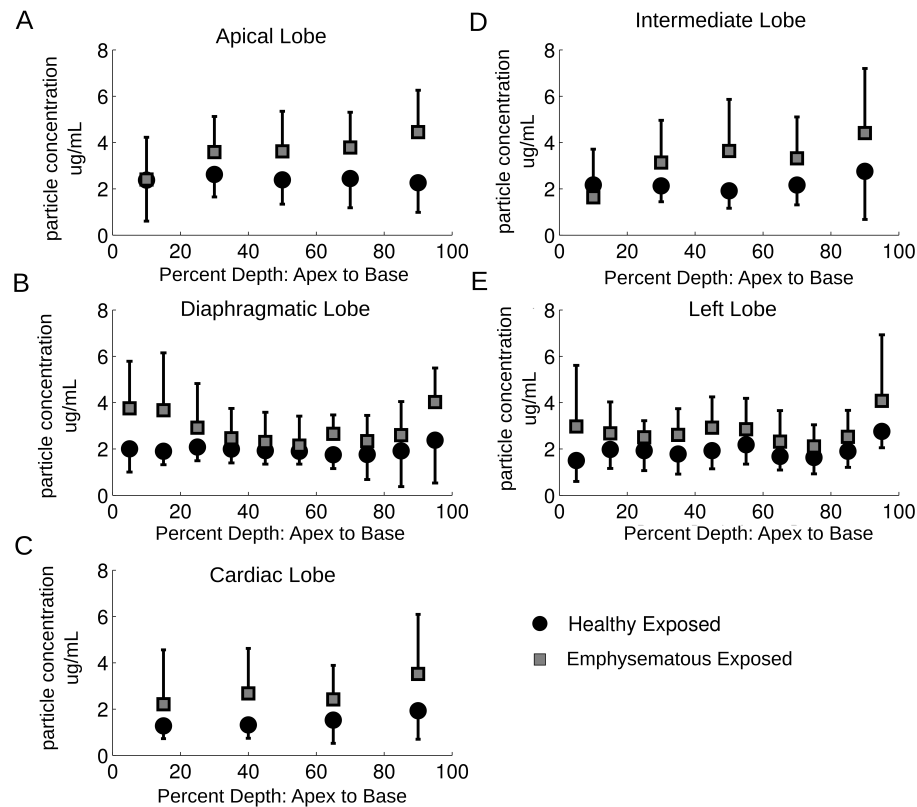 A
Apical Lobe
particle concentration
ug/mL
8
6
4
2
0
0 20 40 60 80 100
Percent Depth: Apex to Base
D
Intermediate Lobe
particle concentration
ug/mL
8
6
4
2
0
0 20 40 60 80 100
Percent Depth: Apex to Base
B
Diaphragmatic Lobe
particle concentration
ug/mL
8
6
4
2
0
0 20 40 60 80 100
Percent Depth: Apex to Base
E
Left Lobe
particle concentration
ug/mL
8
6
4
2
0
0 20 40 60 80 100
Percent Depth: Apex to Base
C
Cardiac Lobe
particle concentration
ug/mL
8
6
4
2
0
0 20 40 60 80 100
Percent Depth: Apex to Base
Healthy Exposed
Emphysematous Exposed